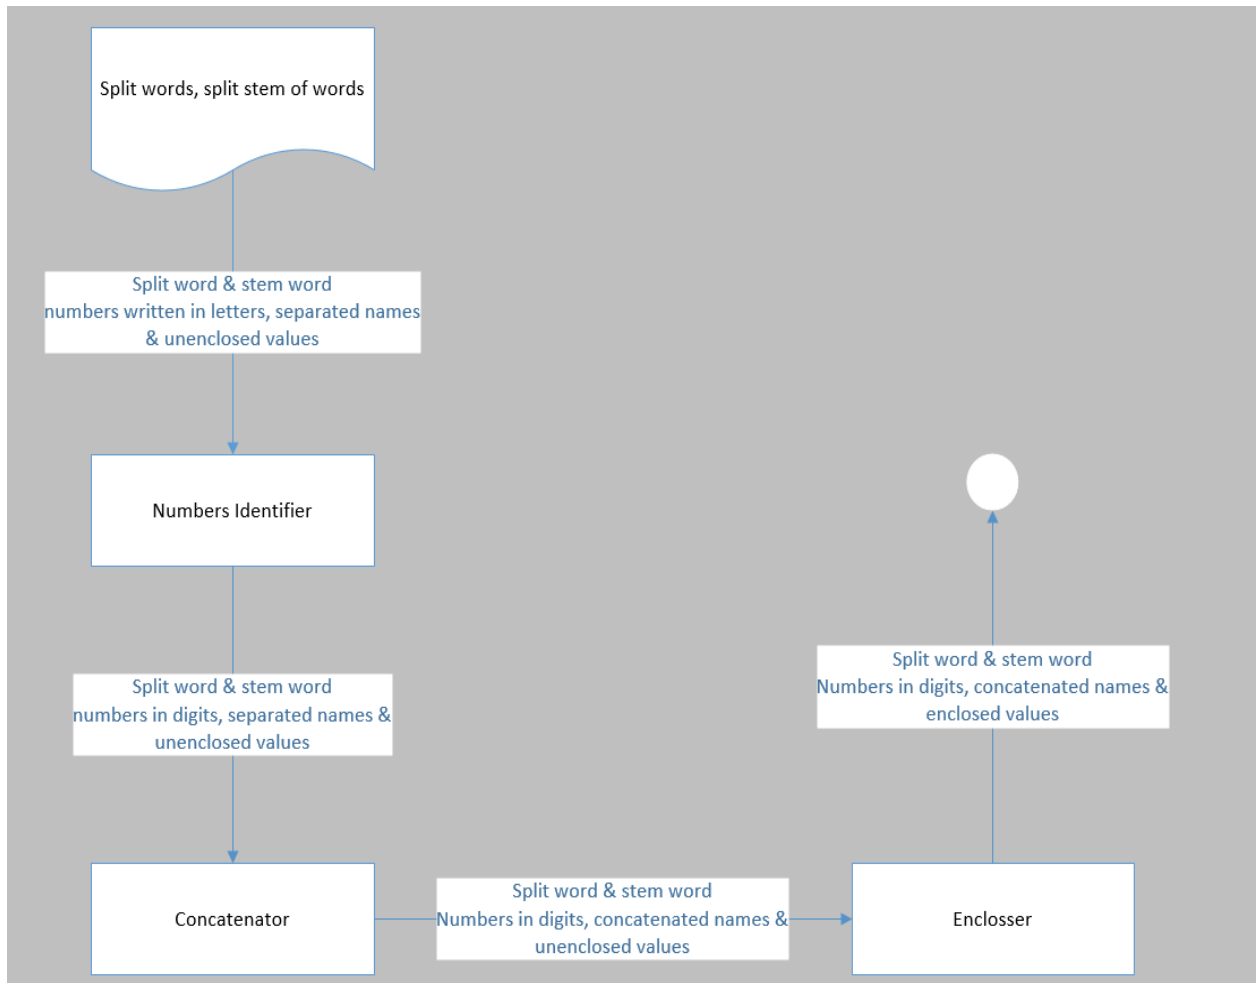 Split words, split stem of words
Split word & stem word
numbers written in letters, separated names
& unenclosed values
Numbers Identifier
Split word & stem word
numbers in digits, separated names &
unenclosed values
Concatenator
Split word & stem word
Numbers in digits, concatenated names &
unenclosed values
Enclosser
Split word & stem word
Numbers in digits, concatenated names &
enclosed values